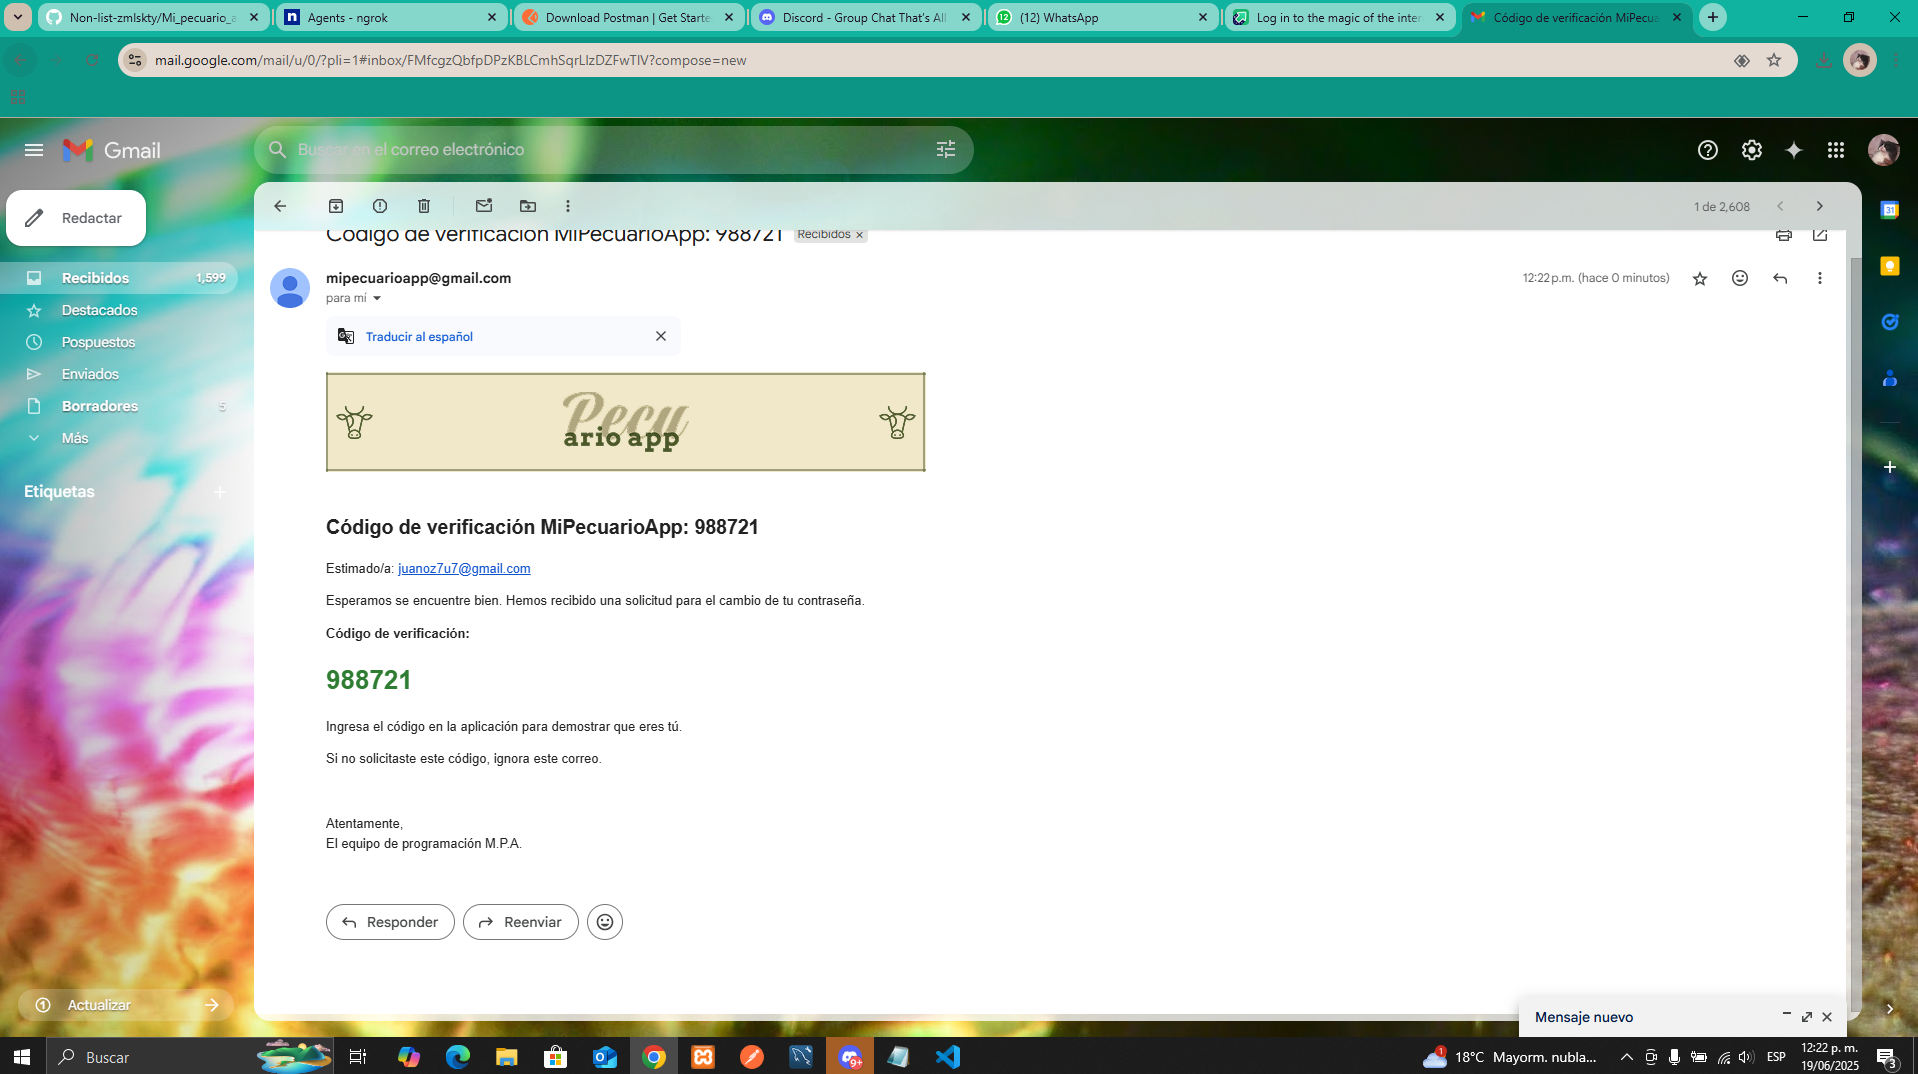 Non-list-zmlskty/Mi_pecuario_a
Agents - ngrok
Download Postman | Get Starte
Discord - Group Chat That's All
(12) WhatsApp
Log in to the magic of the inter
Código de verificación MiPecua
mail.google.com/mail/u/0/?pli=1#inbox/FMfcgzQbfpDPzKBLCmhSqrLlzDZFwTlV?compose=new
Gmail
Buscar en el correo electrónico
Redactar
1 de 2,608
Código de verificación MiPecuarioApp: 988721
Recibidos
Recibidos 1,599
Destacados
Pospuestos
Enviados
Borradores 5
Más
Etiquetas
mipecuarioapp@gmail.com
12:22 p.m. (hace 0 minutos)
para mí
Traducir al español
Pecu
ario app
Código de verificación MiPecuarioApp: 988721
Estimado/a: juanoz7u7@gmail.com
Esperamos se encuentre bien. Hemos recibido una solicitud para el cambio de tu contraseña.
Código de verificación:
988721
Ingresa el código en la aplicación para demostrar que eres tú.
Si no solicitaste este código, ignora este correo.
Atentamente,
El equipo de programación M.P.A.
Responder
Reenviar
Actualizar
Mensaje nuevo
Buscar
9+
1
18°C Mayorm. nubla...
ESP
12:22 p. m.
19/06/2025
3